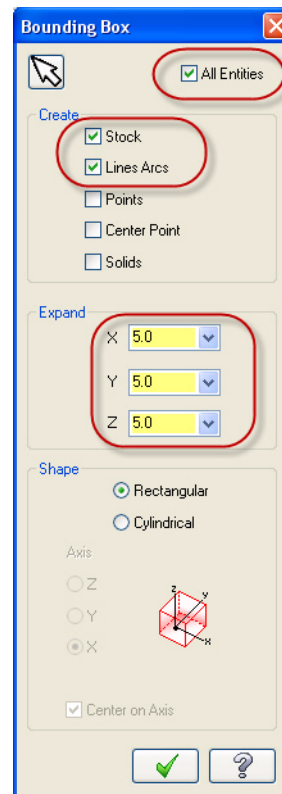 Bounding Box
All Entities
Create
Stock
Lines Arcs
Points
Center Point
Solids
Expand
X 5.0
Y 5.0
Z 5.0
Shape
Rectangular
Cylindrical
Axis
Z
Y
X
z
y
x
Center on Axis
?